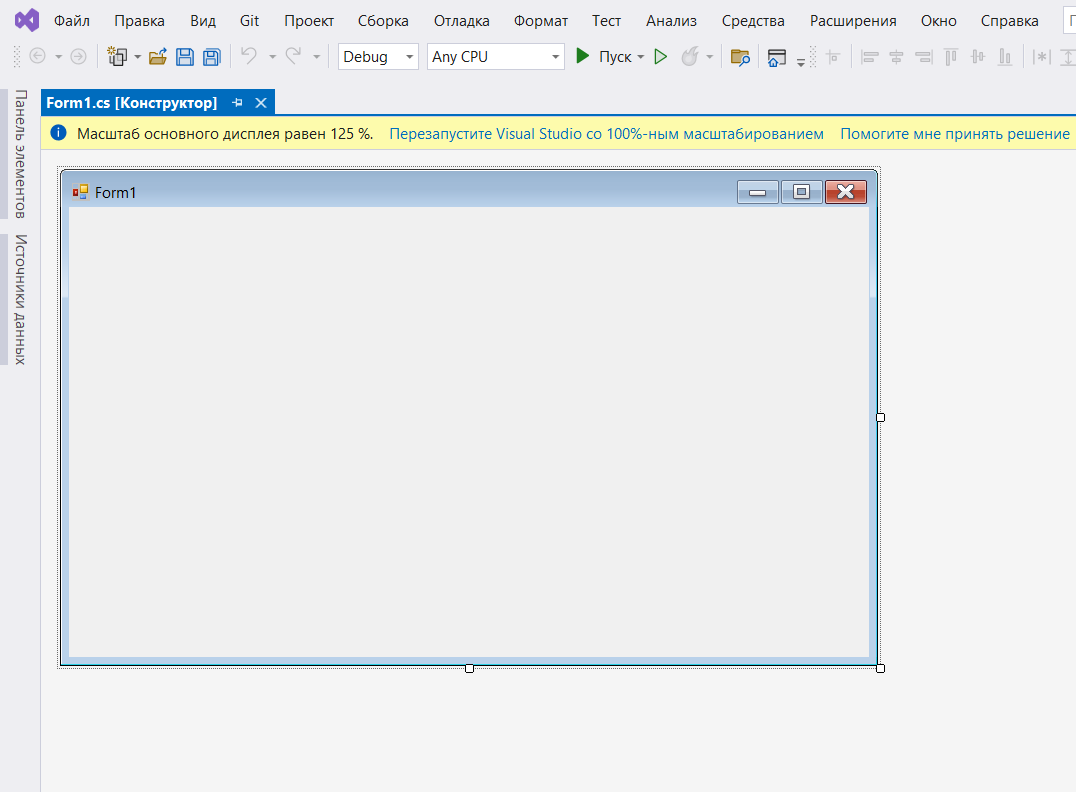 Файл Правка Вид Git Проект Сборка Отладка Формат Тест Анализ Средства Расширения Окно Справка
Debug Any CPU Пуск
Form1.cs [Конструктор]
Масштаб основного дисплея равен 125 %. Перезапустите Visual Studio со 100%-ным масштабированием Помогите мне принять решение
Панель элементов
Источники данных
Form1